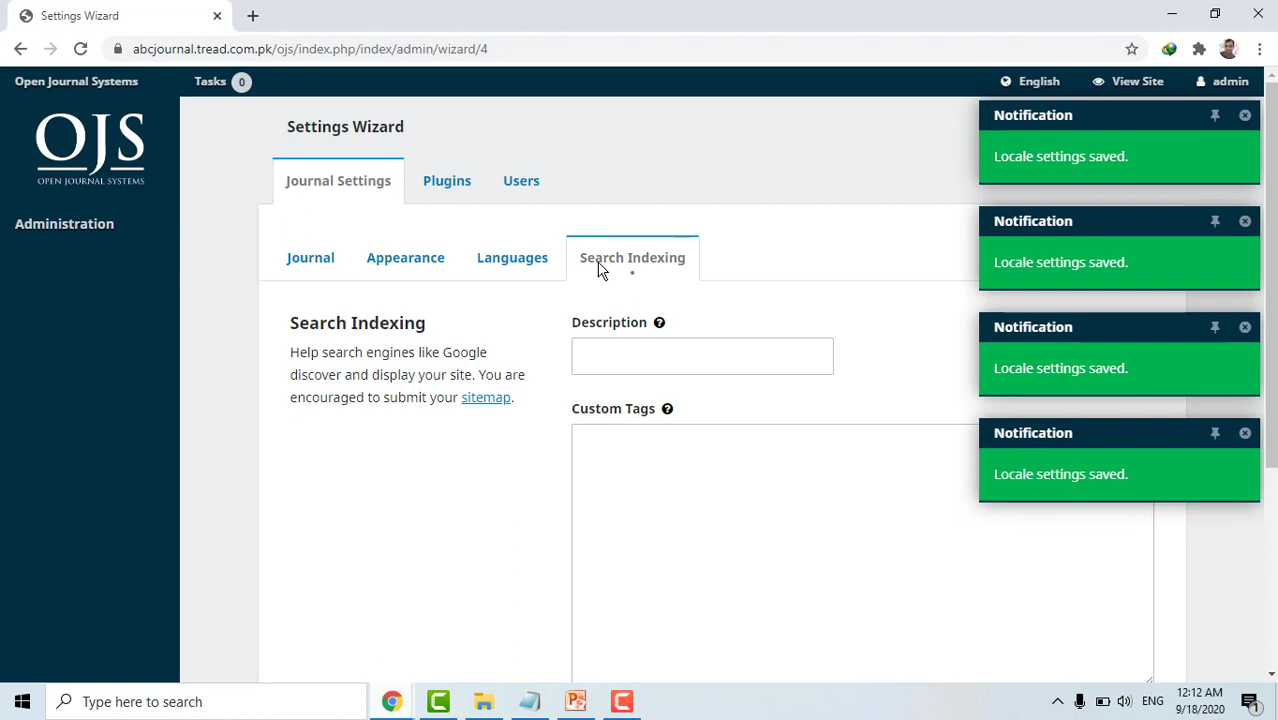 Settings Wizard
abcjournal.tread.com.pk/ojs/index.php/index/admin/wizard/4
Open Journal Systems
Tasks 0
English
View Site
admin
OJS
OPEN JOURNAL SYSTEMS
Administration
Settings Wizard
Journal Settings
Plugins
Users
Journal
Appearance
Languages
Search Indexing
Search Indexing
Help search engines like Google
discover and display your site. You are
encouraged to submit your sitemap.
Description
Custom Tags
Notification
Locale settings saved.
Notification
Locale settings saved.
Notification
Locale settings saved.
Notification
Locale settings saved.
Type here to search
ENG
12:12 AM
9/18/2020
1